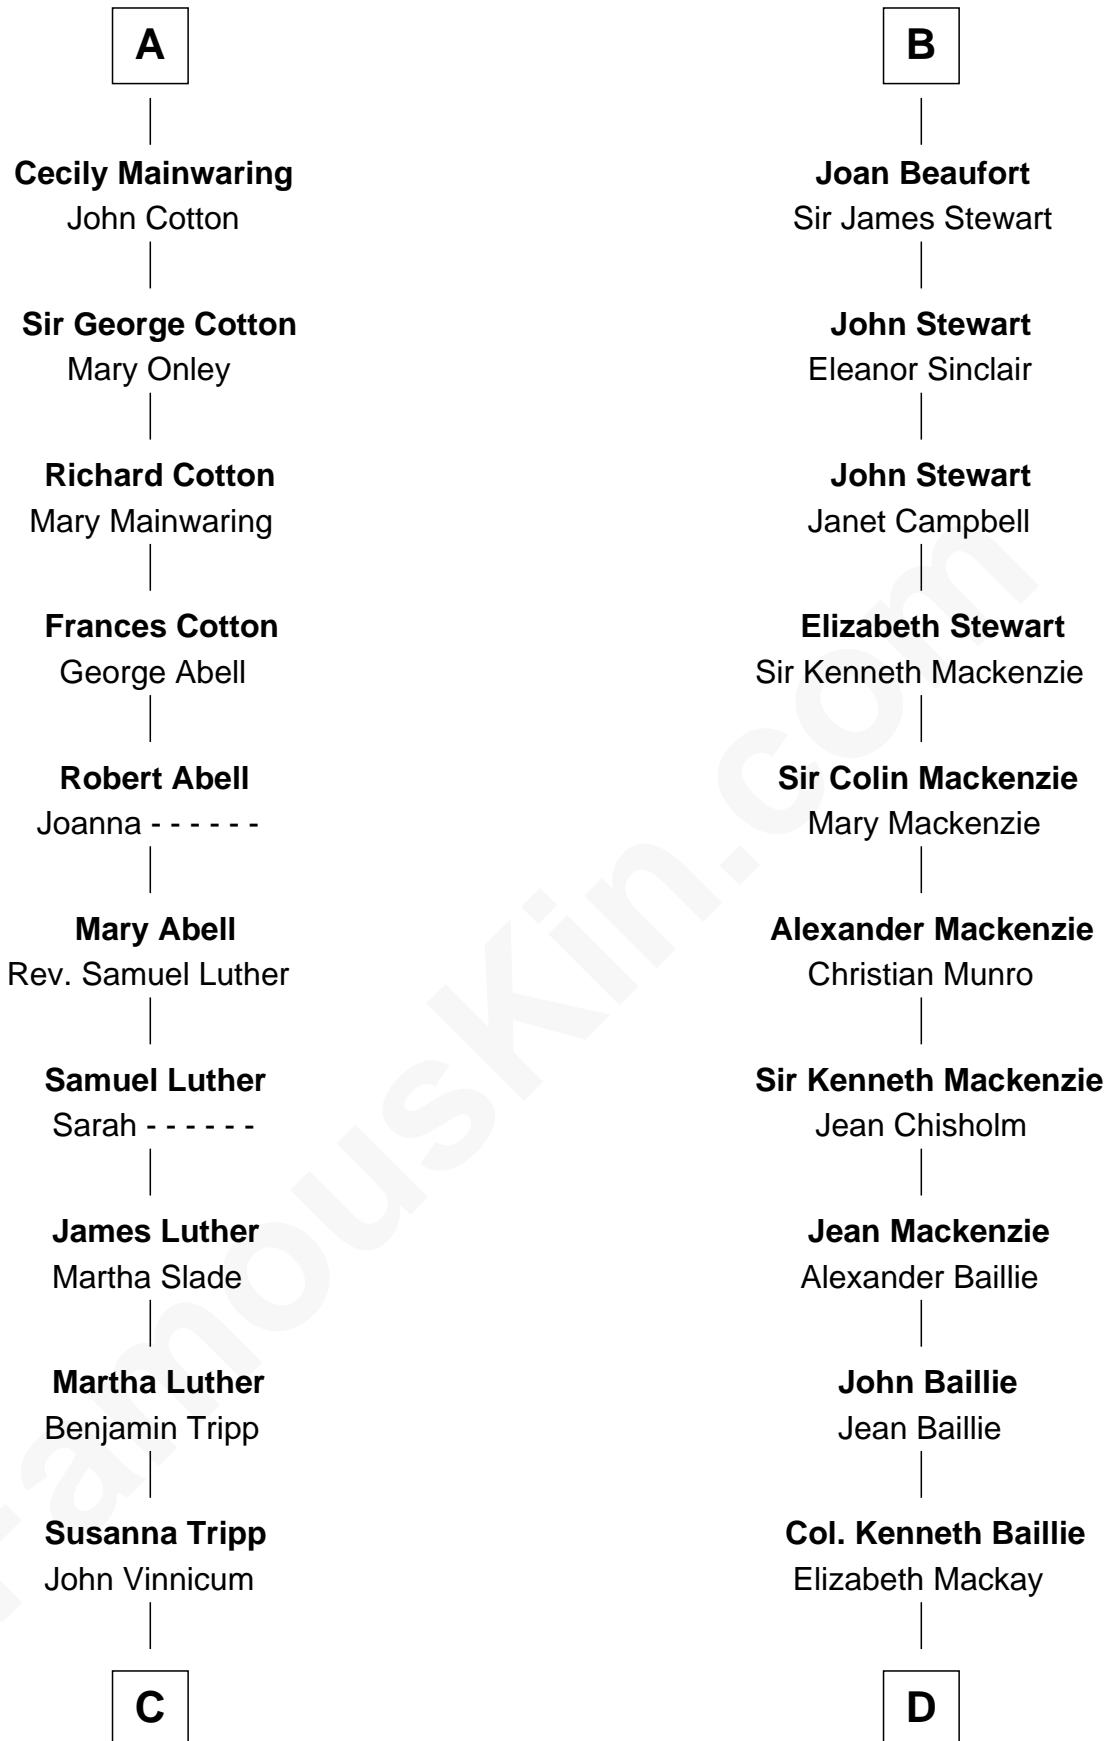 A
Cecily Mainwaring
John Cotton
Sir George Cotton
Mary Onley
Richard Cotton
Mary Mainwaring
Frances Cotton
George Abell
Robert Abell
Joanna - - - - - -
Mary Abell
Rev. Samuel Luther
Samuel Luther
Sarah - - - - - -
James Luther
Martha Slade
Martha Luther
Benjamin Tripp
Susanna Tripp
John Vinnicum
C
B
Joan Beaufort
Sir James Stewart
John Stewart
Eleanor Sinclair
John Stewart
Janet Campbell
Elizabeth Stewart
Sir Kenneth Mackenzie
Sir Colin Mackenzie
Mary Mackenzie
Alexander Mackenzie
Christian Munro
Sir Kenneth Mackenzie
Jean Chisholm
Jean Mackenzie
Alexander Baillie
John Baillie
Jean Baillie
Col. Kenneth Baillie
Elizabeth Mackay
D
FamousKin.com